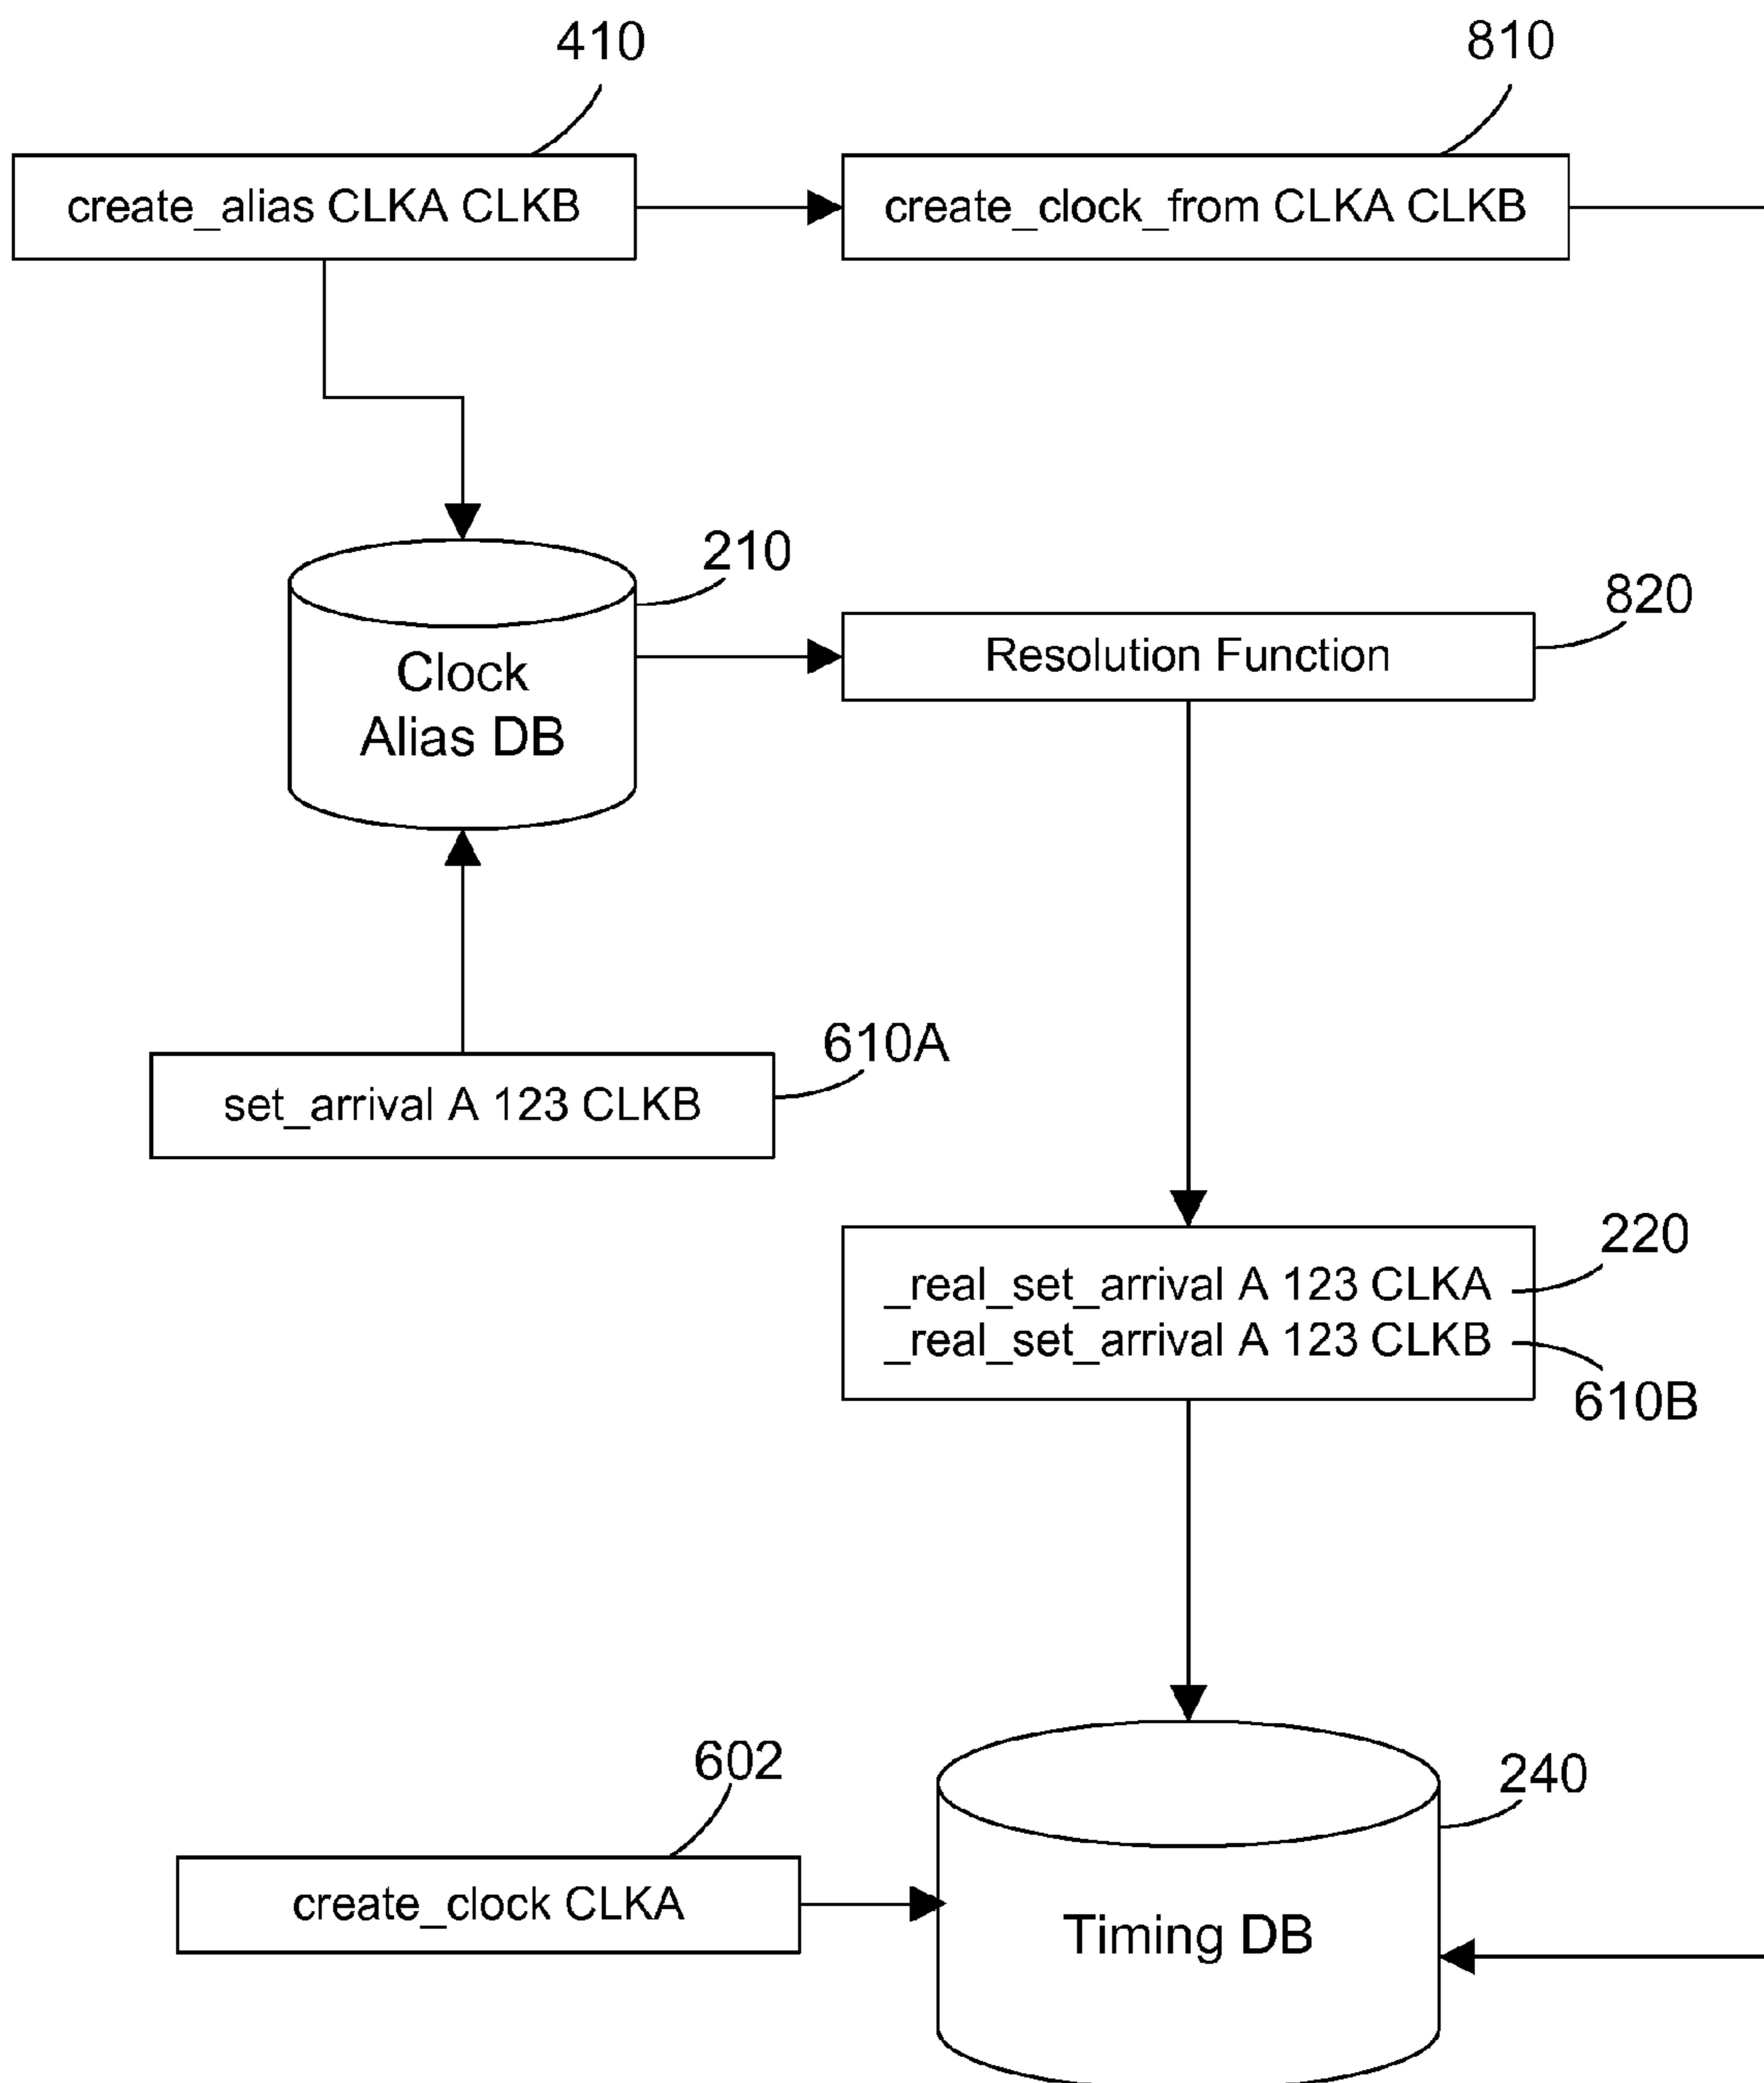 410
810
create_alias CLKA CLKB
create_clock_from CLKA CLKB
210
820
Clock
Alias DB
Resolution Function
610A
set_arrival A 123 CLKB
220
_real_set_arrival A 123 CLKA
_real_set_arrival A 123 CLKB
610B
602
240
create_clock CLKA
Timing DB